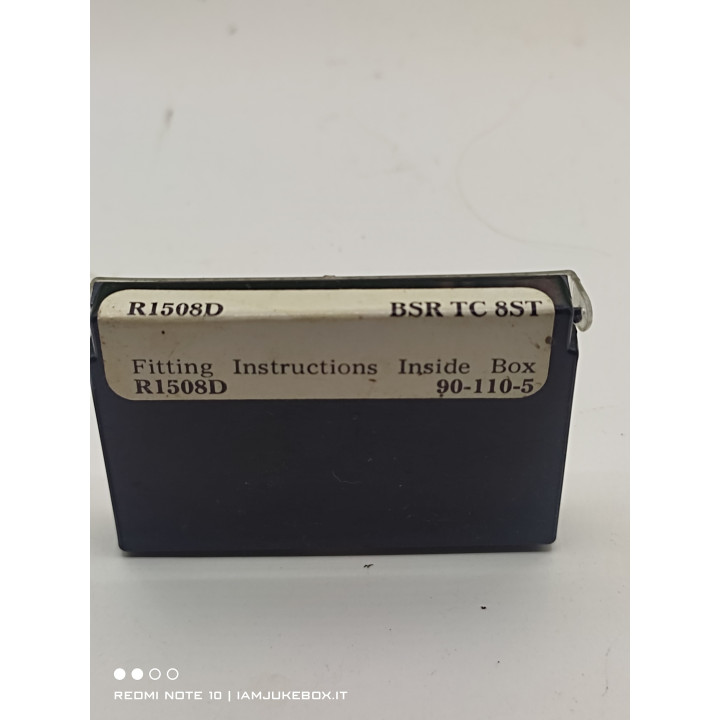 R1508D BSR TC 8ST
Fitting Instructions Inside Box
R1508D 90-110-5
REDMI NOTE 10 | IAMJUKEBOX.IT